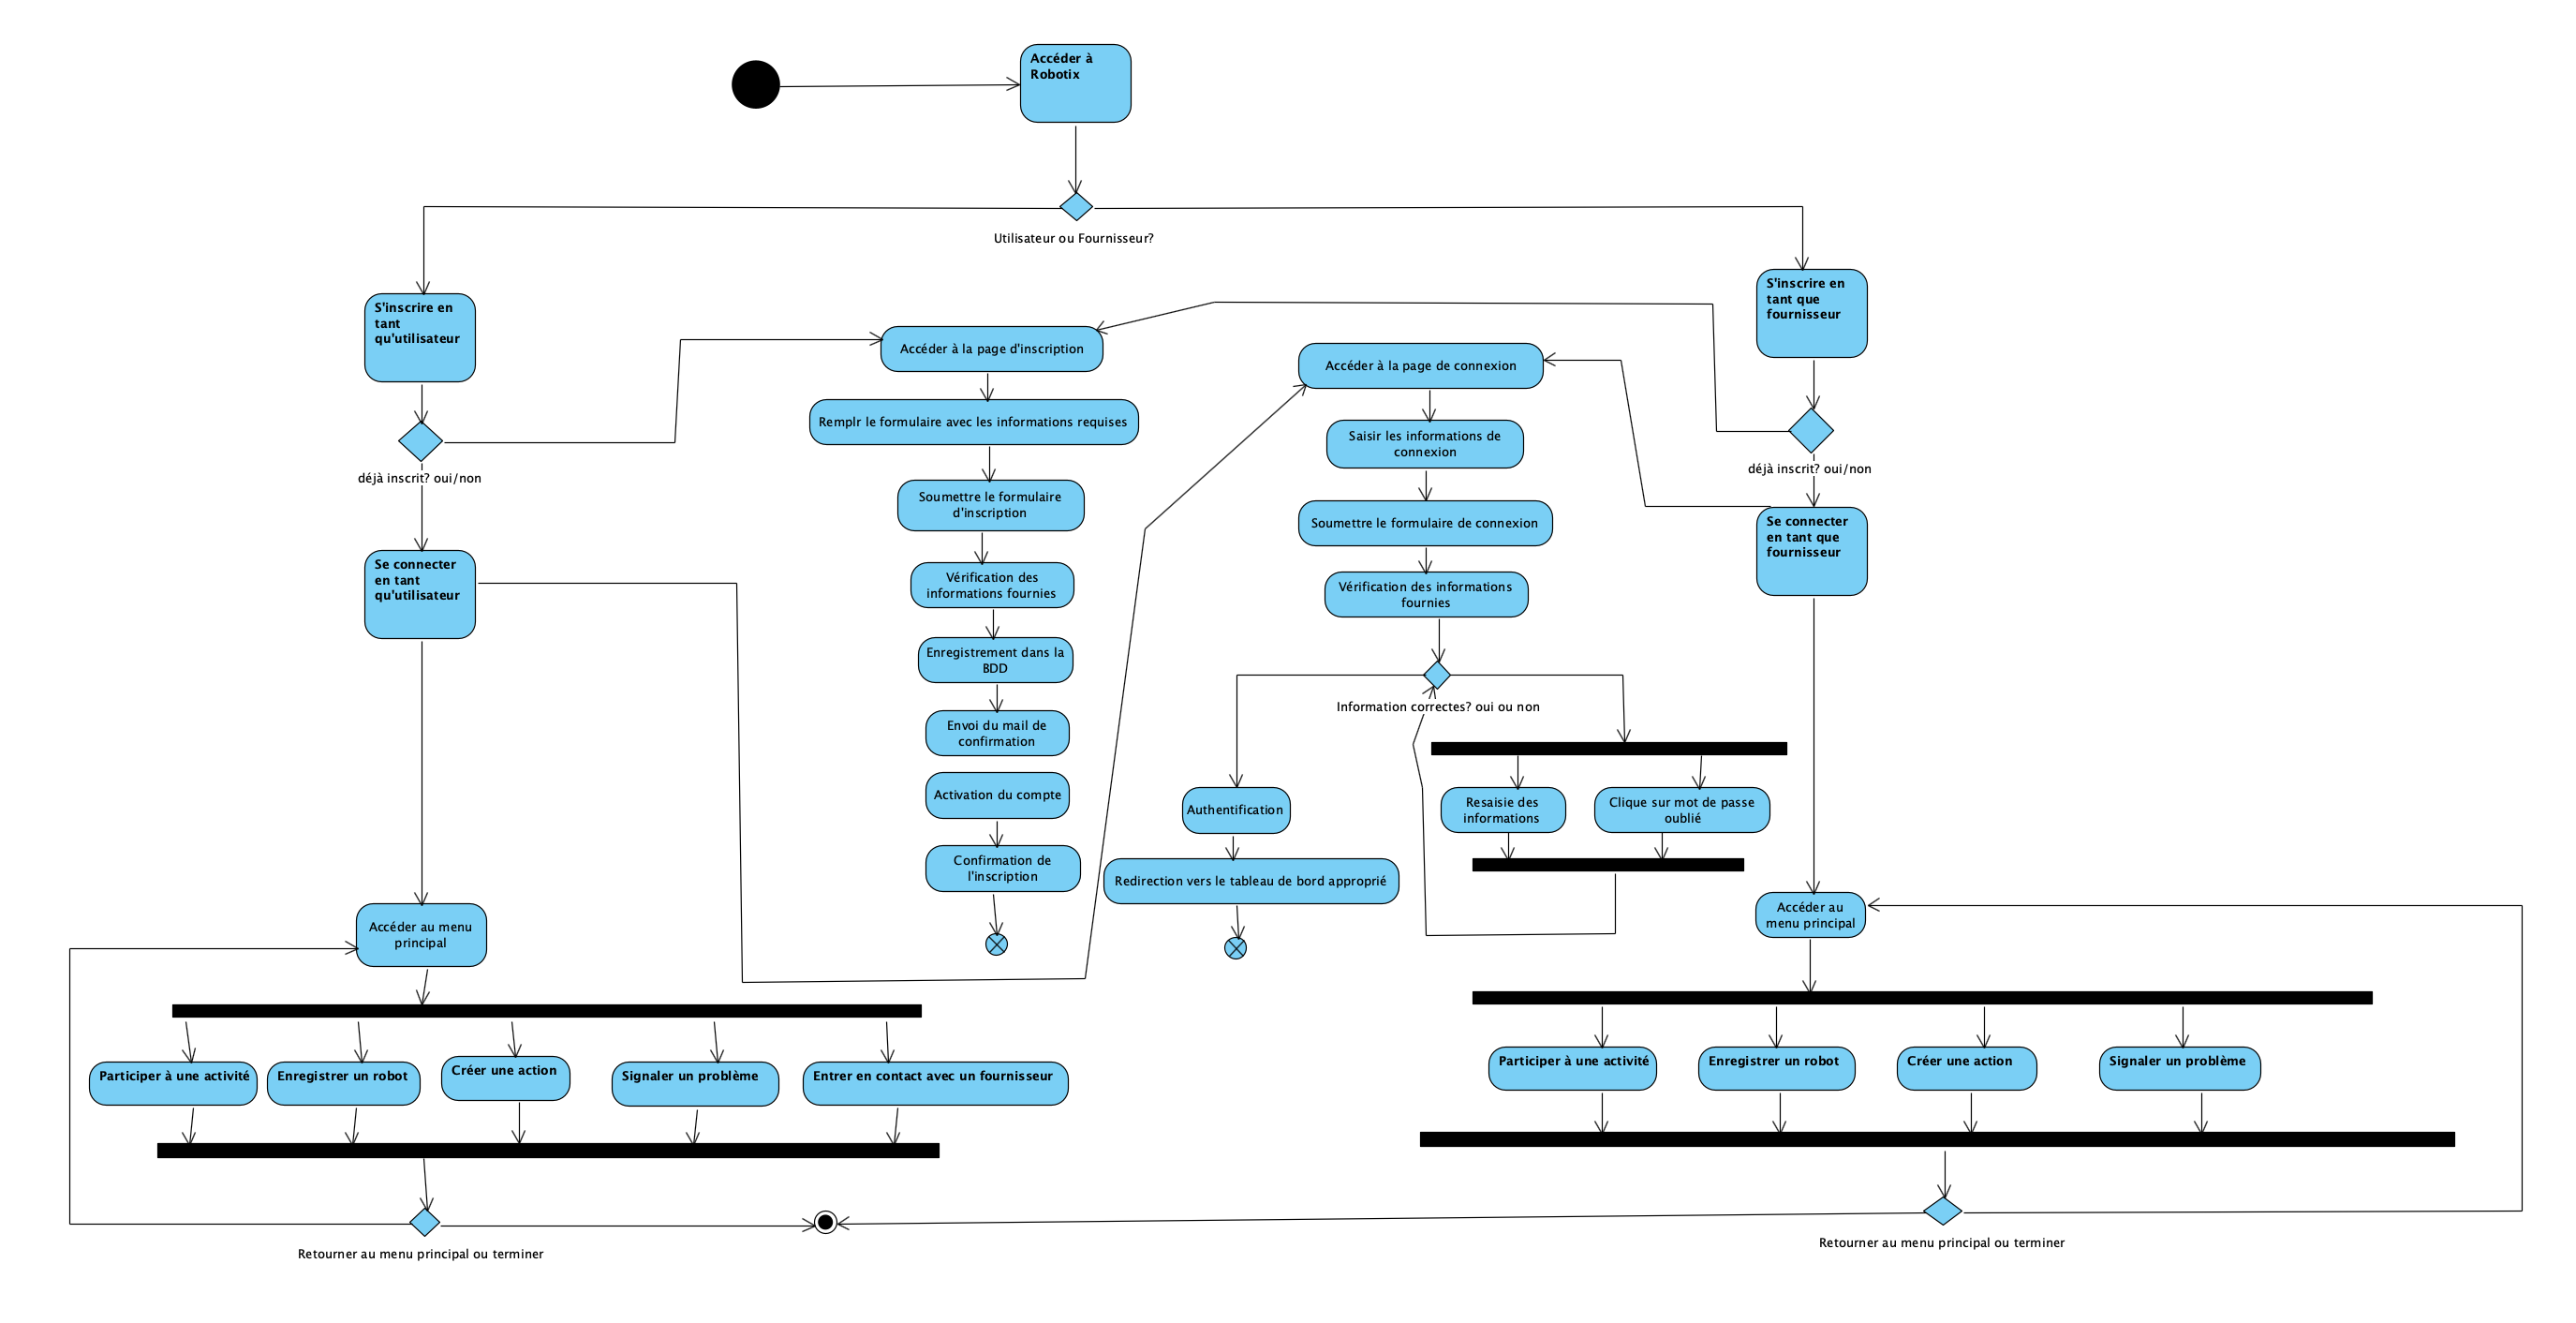 Accéder à
Robotix
Utilisateur ou Fournisseur?
S'inscrire en
tant
qu'utilisateur
déjà inscrit? oui/non
Se connecter
en tant
qu'utilisateur
Accéder à la page d'inscription
Remplr le formulaire avec les informations requises
Soumettre le formulaire
d'inscription
Vérification des
informations fournies
Enregistrement dans la
BDD
Envoi du mail de
confirmation
Activation du compte
Confirmation de
l'inscription
Accéder à la page de connexion
Saisir les informations de
connexion
Soumettre le formulaire de connexion
Vérification des informations
fournies
Information correctes? oui ou non
Authentification
Redirection vers le tableau de bord approprié
Resaisie des
informations
Clique sur mot de passe
oublié
S'inscrire en
tant que
fournisseur
déjà inscrit? oui/non
Se connecter
en tant que
fournisseur
Accéder au menu
principal
Participer à une activité
Enregistrer un robot
Créer une action
Signaler un problème
Entrer en contact avec un fournisseur
Retourner au menu principal ou terminer
Accéder au
menu principal
Participer à une activité
Enregistrer un robot
Créer une action
Signaler un problème
Retourner au menu principal ou terminer